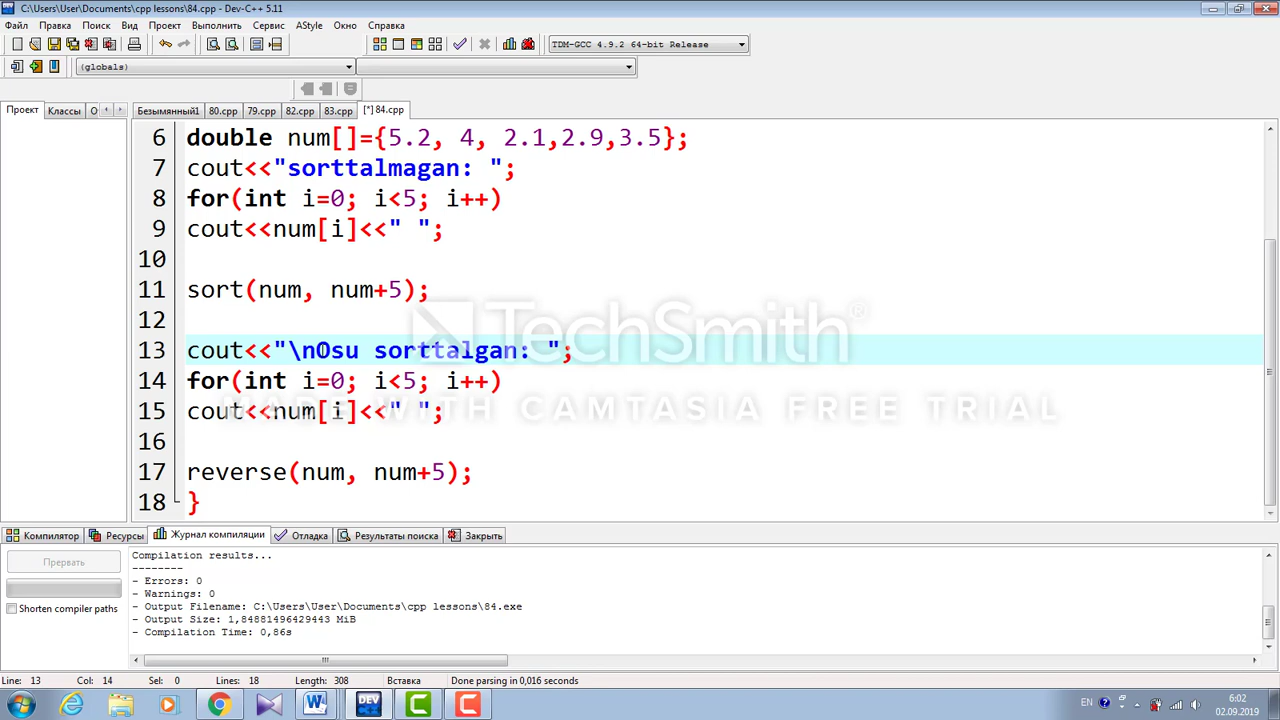 C:\Users\User\Documents\cpp lessons\84.cpp - Dev-C++ 5.11
Файл Правка Поиск Вид Проект Выполнить Сервис AStyle Окно Справка
TDM-GCC 4.9.2 64-bit Release
(globals)
Проект Классы О Безымянный1 80.cpp 79.cpp 82.cpp 83.cpp [*] 84.cpp
6 double num[]={5.2, 4, 2.1,2.9,3.5};
7 cout<<"sorttalmagan: ";
8 for(int i=0; i<5; i++)
9 cout<<num[i]<<" ";
10
11 sort(num, num+5);
12
13 cout<<"\nOsu sorttalgan: ";
14 for(int i=0; i<5; i++)
15 cout<<num[i]<<" ";
16
17 reverse(num, num+5);
18 }
TechSmith®
MADE WITH CAMTASIA FREE TRIAL
Компилятор Ресурсы Журнал компиляции Отладка Результаты поиска Закрыть
Прервать
Shorten compiler paths
Compilation results...
--------
- Errors: 0
- Warnings: 0
- Output Filename: C:\Users\User\Documents\cpp lessons\84.exe
- Output Size: 1,84881496429443 MiB
- Compilation Time: 0,86s
Line: 13 Col: 14 Sel: 0 Lines: 18 Length: 308 Вставка Done parsing in 0,016 seconds
DEV
EN 6:02
02.09.2019